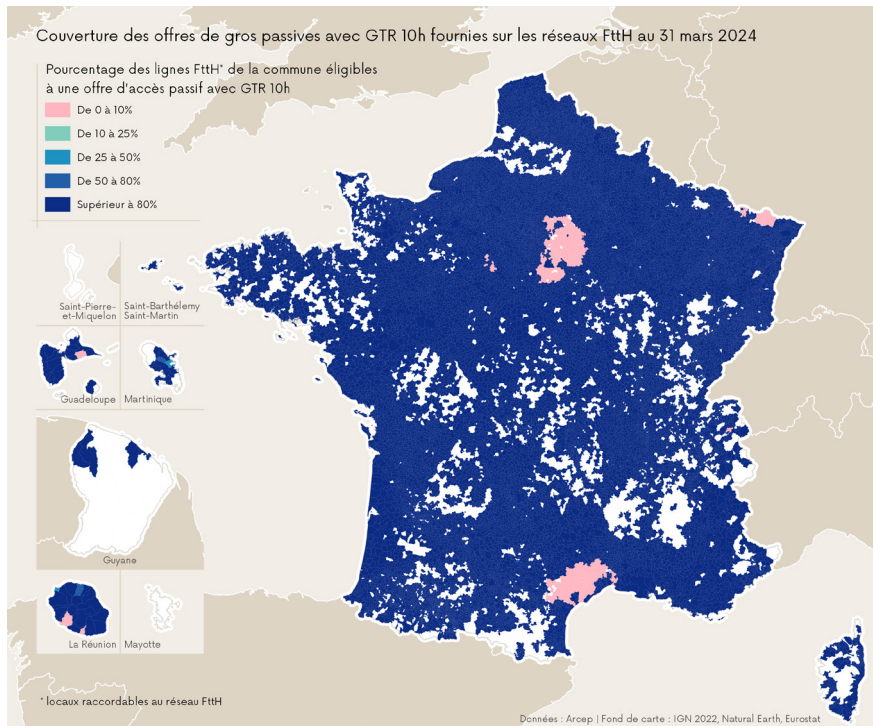 Couverture des offres de gros passives avec GTR 10h fournies sur les réseaux FttH au 31 mars 2024
Pourcentage des lignes FttH* de la commune éligibles
à une offre d'accès passif avec GTR 10h
De 0 à 10%
De 10 à 25%
De 25 à 50%
De 50 à 80%
Supérieur à 80%
Saint-Pierre-
et-Miquelon
Saint-Barthélemy
Saint-Martin
Guadeloupe
Martinique
Guyane
La Réunion
Mayotte
* locaux raccordables au réseau FttH
Données : Arcep | Fond de carte : IGN 2022, Natural Earth, Eurostat